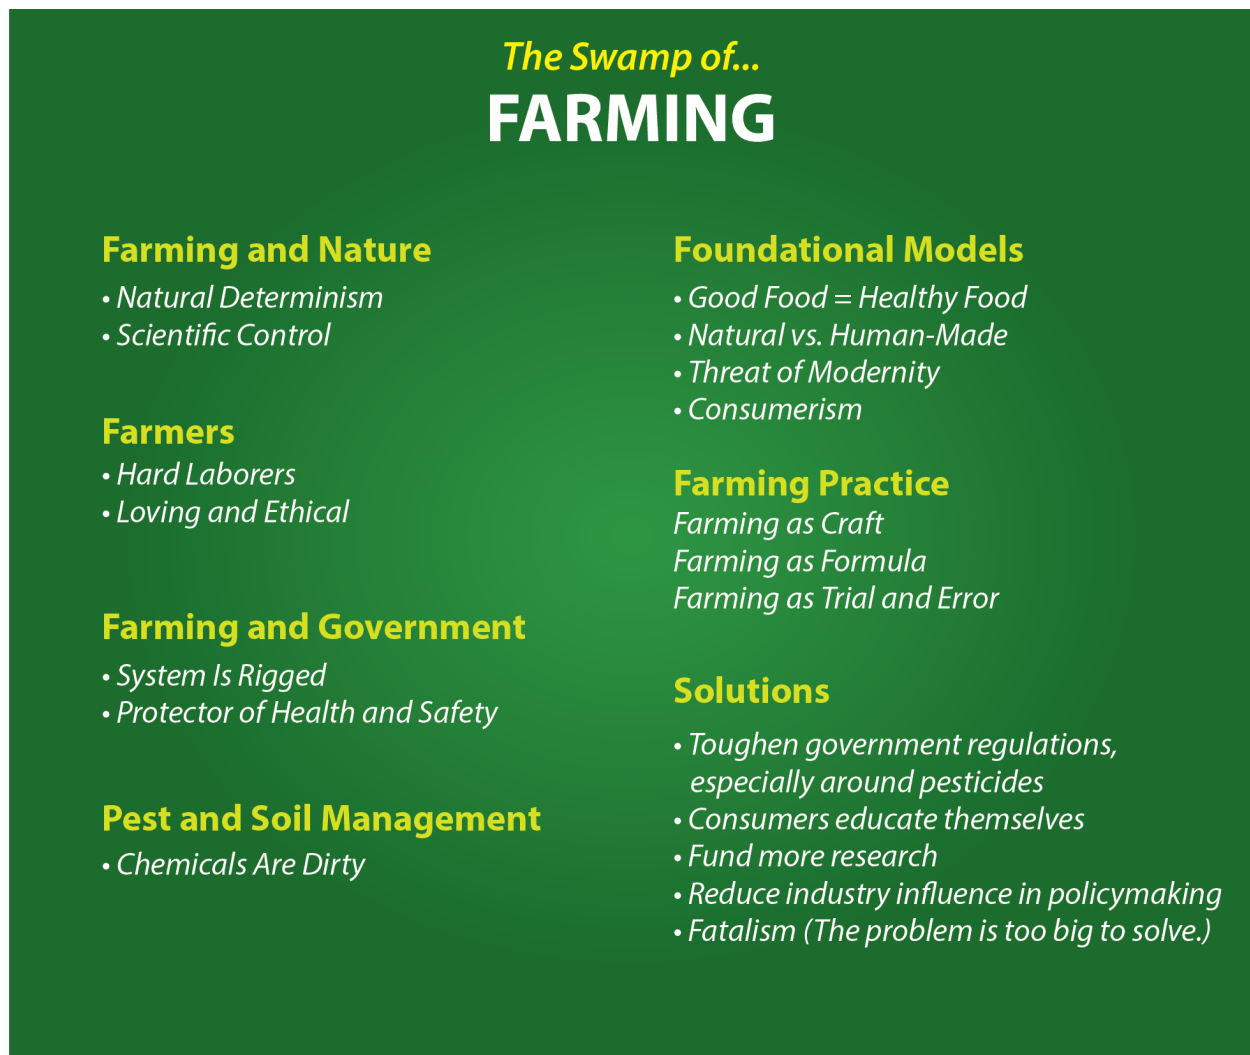 The Swamp of...
FARMING
Farming and Nature
• Natural Determinism
• Scientific Control
Farmers
• Hard Laborers
• Loving and Ethical
Farming and Government
• System Is Rigged
• Protector of Health and Safety
Pest and Soil Management
• Chemicals Are Dirty
Foundational Models
• Good Food = Healthy Food
• Natural vs. Human-Made
• Threat of Modernity
• Consumerism
Farming Practice
Farming as Craft
Farming as Formula
Farming as Trial and Error
Solutions
• Toughen government regulations,
especially around pesticides
• Consumers educate themselves
• Fund more research
• Reduce industry influence in policymaking
• Fatalism (The problem is too big to solve.)